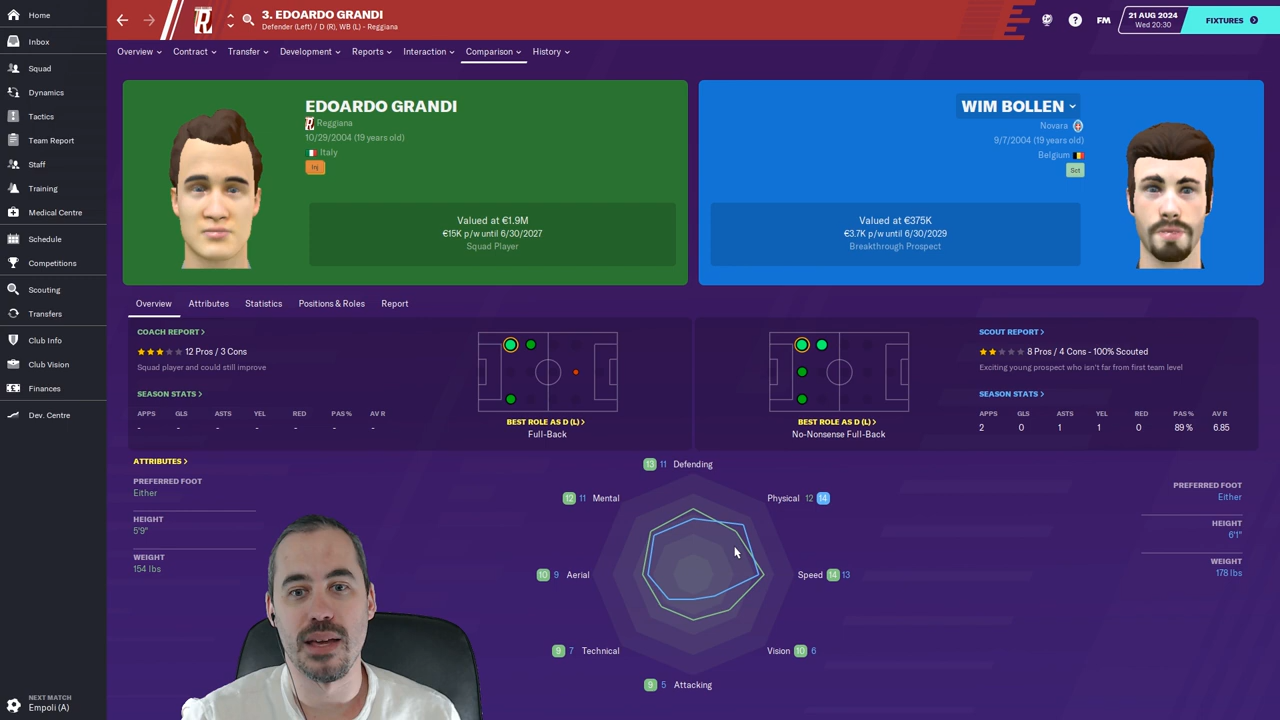 Home
Inbox
Squad
Dynamics
Tactics
Team Report
Staff
Training
Medical Centre
Schedule
Competitions
Scouting
Transfers
Club Info
Club Vision
Finances
Dev. Centre
NEXT MATCH
Empoli (A)
3. EDOARDO GRANDI
Defender (Left) / D (R), WB (L) - Reggiana
FM
21 AUG 2024
Wed 20:30
FIXTURES
Overview Contract Transfer Development Reports Interaction Comparison History
EDOARDO GRANDI
Reggiana
10/29/2004 (19 years old)
Italy
Inj
Valued at €1.9M
€15K p/w until 6/30/2027
Squad Player
WIM BOLLEN
Novara
9/7/2004 (19 years old)
Belgium
Sct
Valued at €375K
€3.7K p/w until 6/30/2029
Breakthrough Prospect
Overview Attributes Statistics Positions & Roles Report
COACH REPORT
12 Pros / 3 Cons
Squad player and could still improve
SEASON STATS
APPS GLS ASTS YEL RED PAS% AV R
- - - - - - -
BEST ROLE AS D (L)
Full-Back
BEST ROLE AS D (L)
No-Nonsense Full-Back
SCOUT REPORT
8 Pros / 4 Cons - 100% Scouted
Exciting young prospect who isn't far from first team level
SEASON STATS
APPS GLS ASTS YEL RED PAS% AV R
2 0 1 1 0 89 % 6.85
ATTRIBUTES
PREFERRED FOOT
Either
HEIGHT
5'9"
WEIGHT
154 lbs
13 11 Defending
12 11 Mental
Physical 12 14
10 9 Aerial
Speed 14 13
9 7 Technical
Vision 10 6
9 5 Attacking
PREFERRED FOOT
Either
HEIGHT
6'1"
WEIGHT
178 lbs